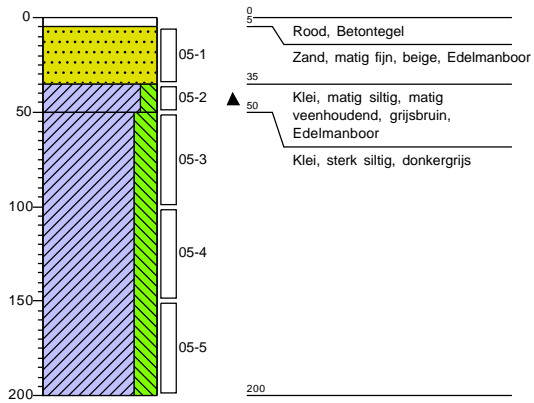 0
50
100
150
200
05-1
05-2
05-3
05-4
05-5
0
5
Rood, Betontegel
Zand, matig fijn, beige, Edelmanboor
35
Klei, matig siltig, matig
veenhoudend, grijsbruin,
Edelmanboor
50
Klei, sterk siltig, donkergrijs
200